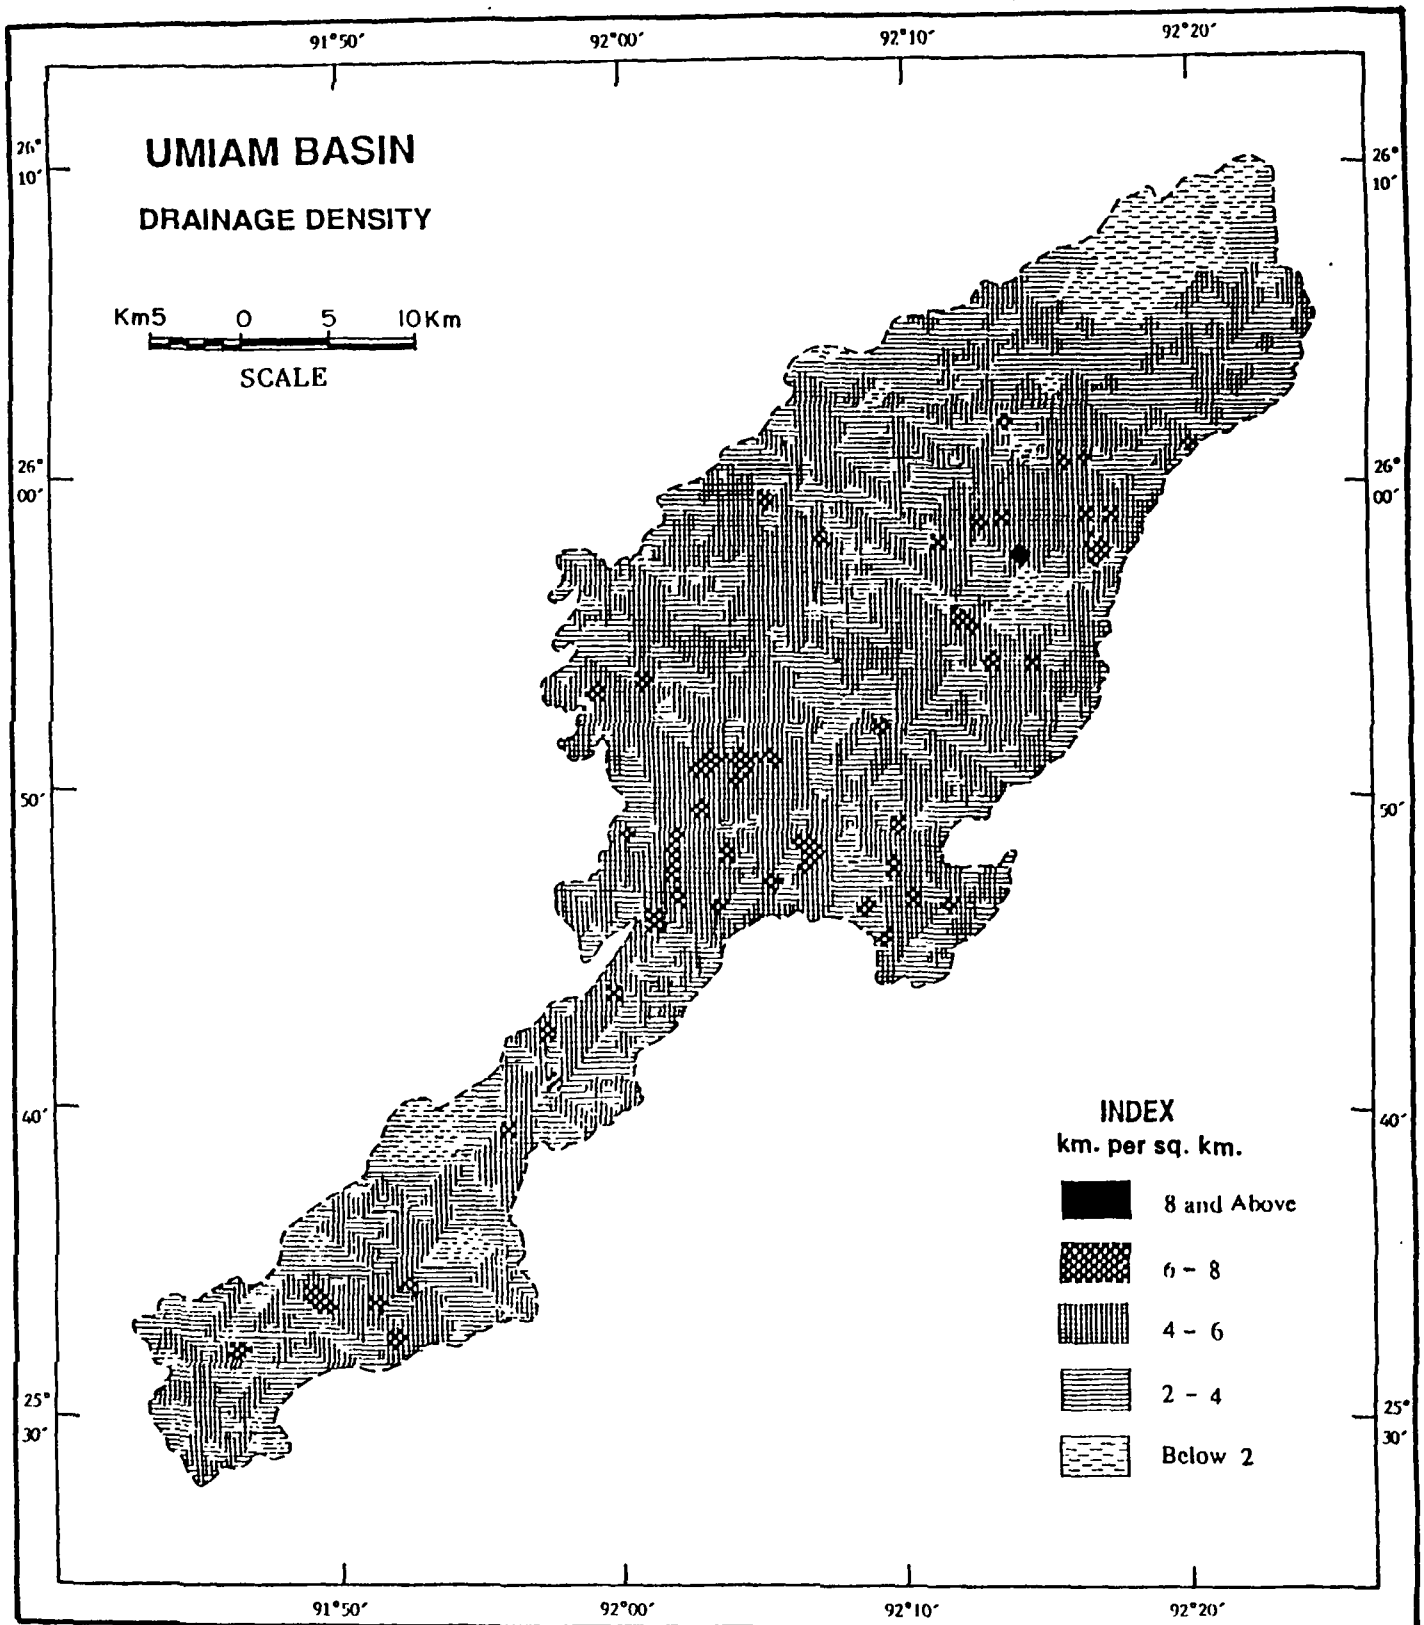 91°50′ 92°00′ 92°10′ 92°20′
26° 10′
26° 10′
UMIAM BASIN
DRAINAGE DENSITY
Km5 0 5 10Km
SCALE
26° 00′
26° 00′
50′
50′
40′
40′
INDEX
km. per sq. km.
8 and Above
6 - 8
4 - 6
2 - 4
Below 2
25° 30′
25° 30′
91°50′ 92°00′ 92°10′ 92°20′